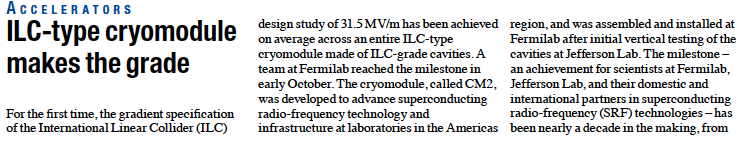 ACCELERATORS
ILC-type cryomodule
makes the grade
For the first time, the gradient specification
of the International Linear Collider (ILC)
design study of 31.5 MV/m has been achieved
on average across an entire ILC-type
cryomodule made of ILC-grade cavities. A
team at Fermilab reached the milestone in
early October. The cryomodule, called CM2,
was developed to advance superconducting
radio-frequency technology and
infrastructure at laboratories in the Americas
region, and was assembled and installed at
Fermilab after initial vertical testing of the
cavities at Jefferson Lab. The milestone –
an achievement for scientists at Fermilab,
Jefferson Lab, and their domestic and
international partners in superconducting
radio-frequency (SRF) technologies – has
been nearly a decade in the making, from